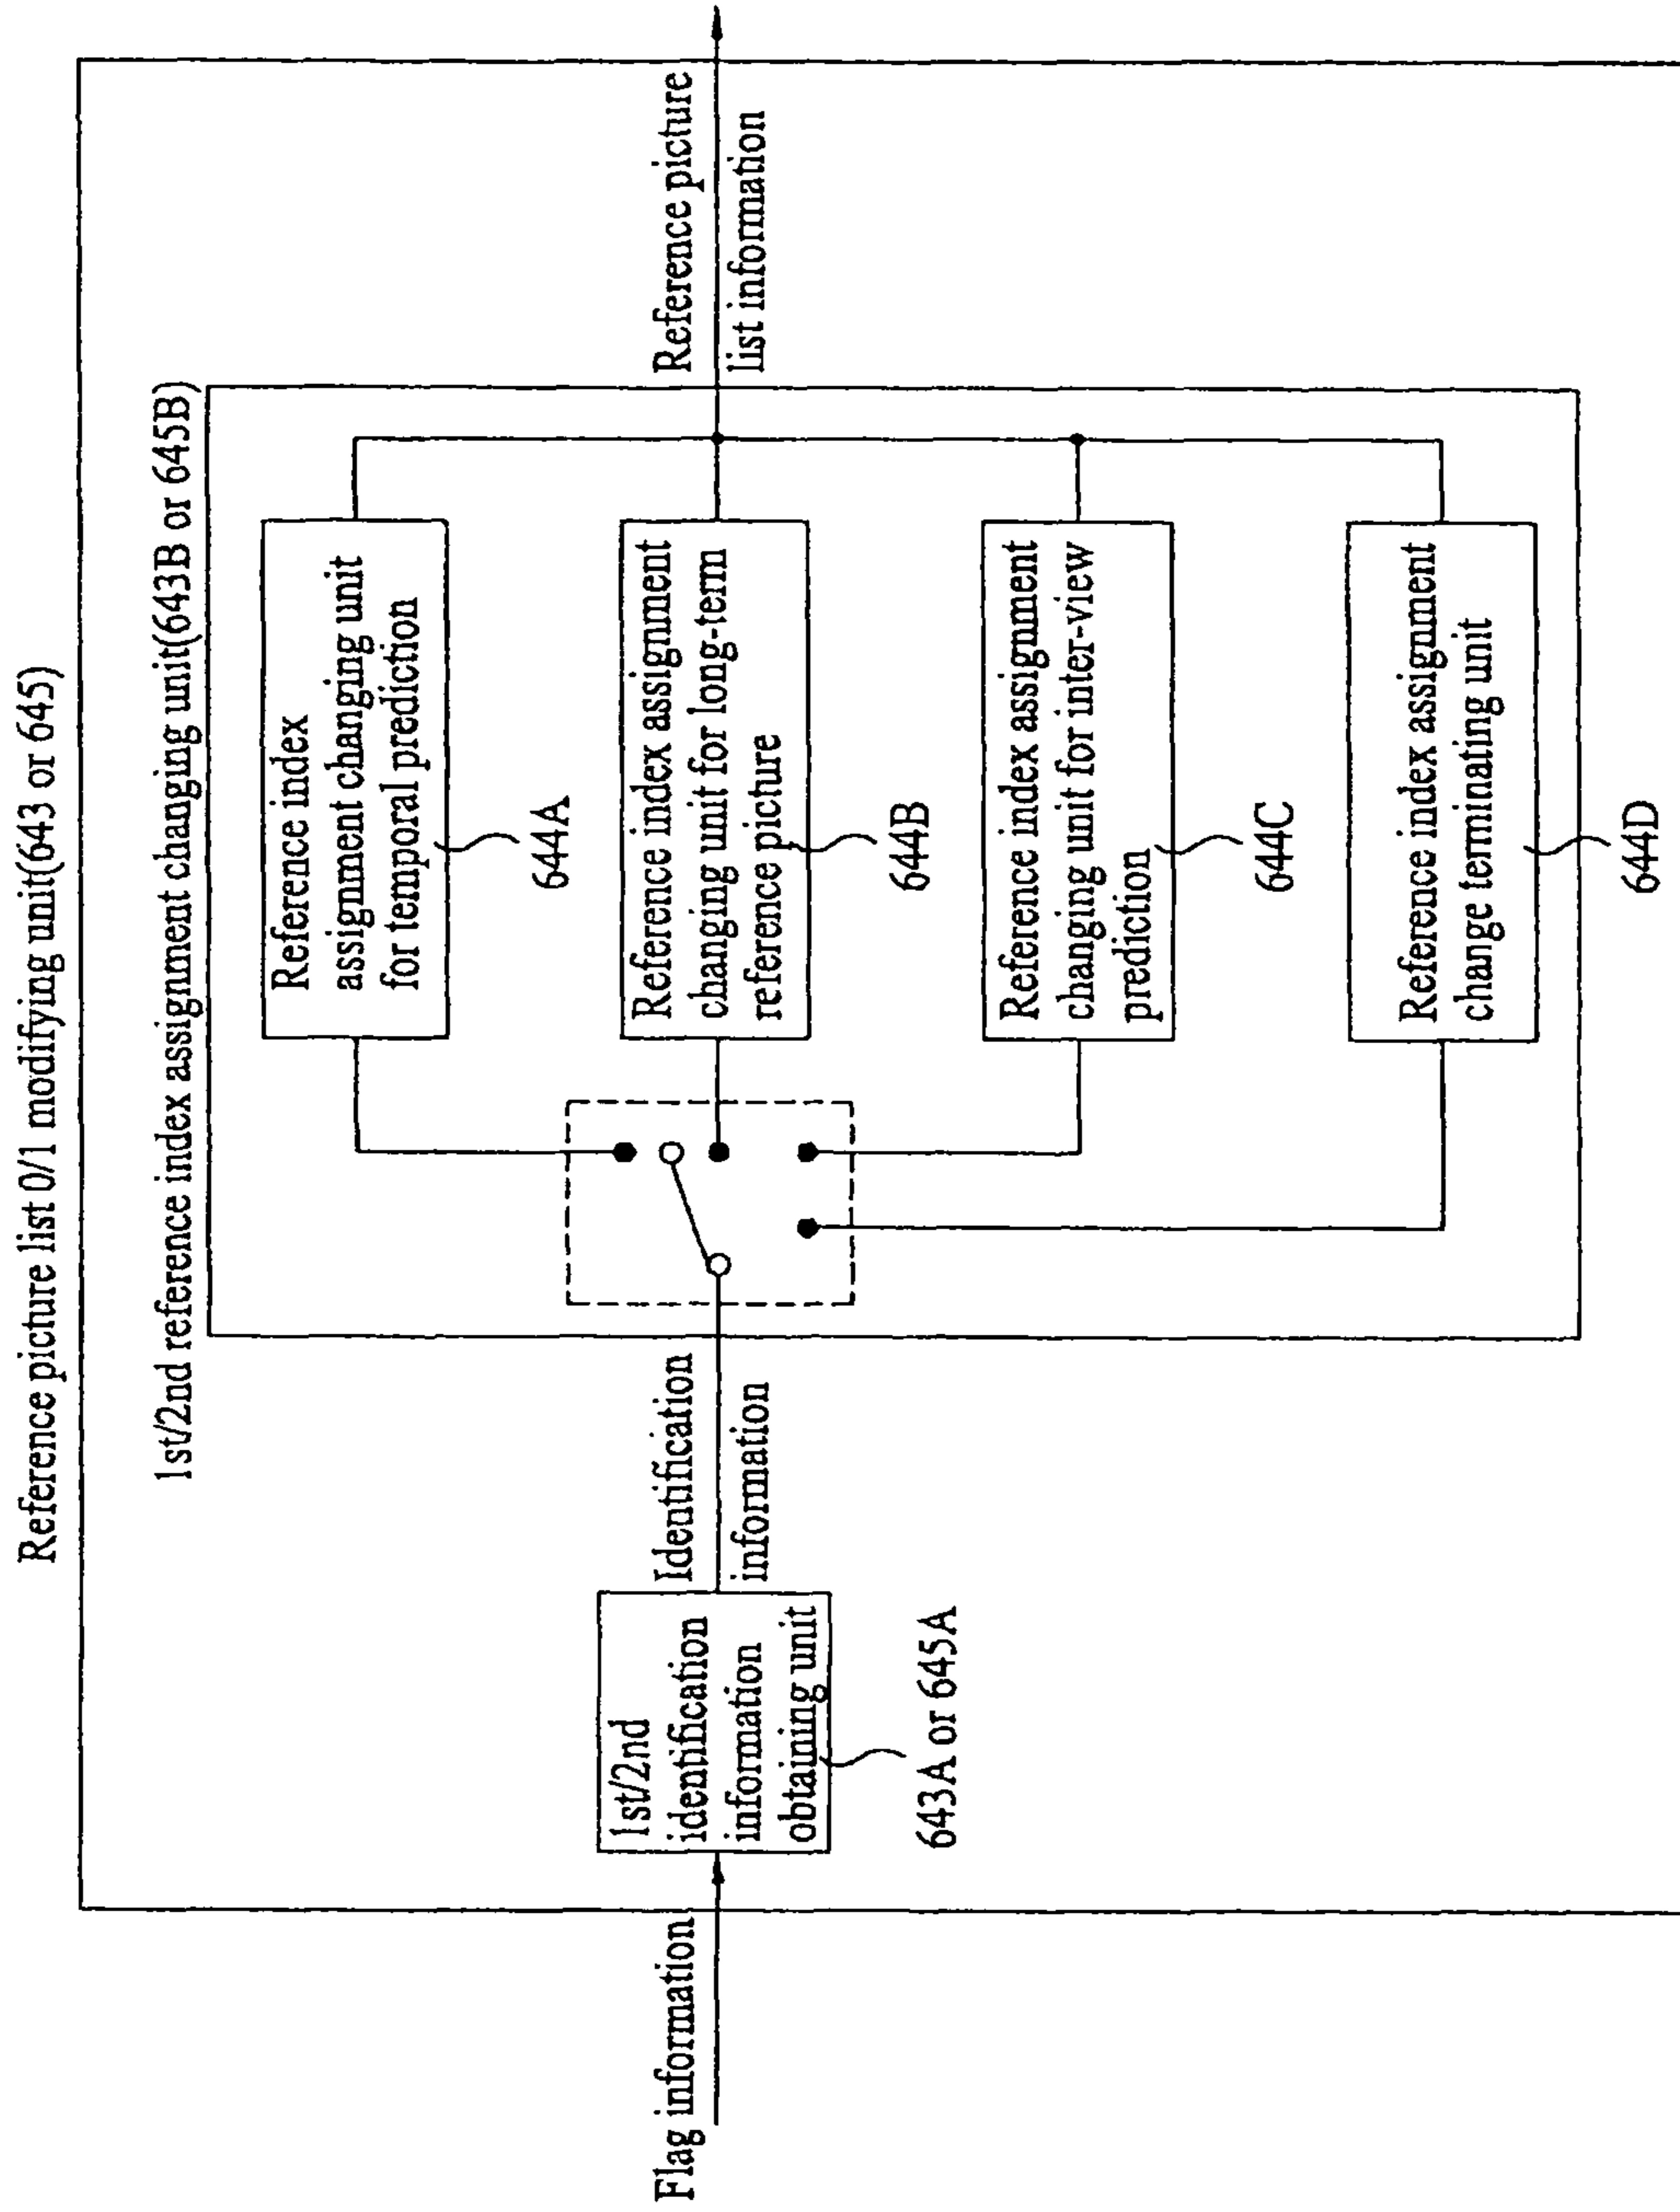 Reference picture list 0/1 modifying unit(643 or 645)
1st/2nd reference index assignment changing unit(643B or 645B)
Flag information
1st/2nd
identification
information
obtaining unit
643A or 645A
Identification
information
Reference index
assignment changing unit
for temporal prediction
644A
Reference index assignment
changing unit for long-term
reference picture
644B
Reference index assignment
changing unit for inter-view
prediction
644C
Reference index assignment
change terminating unit
644D
Reference picture
list information